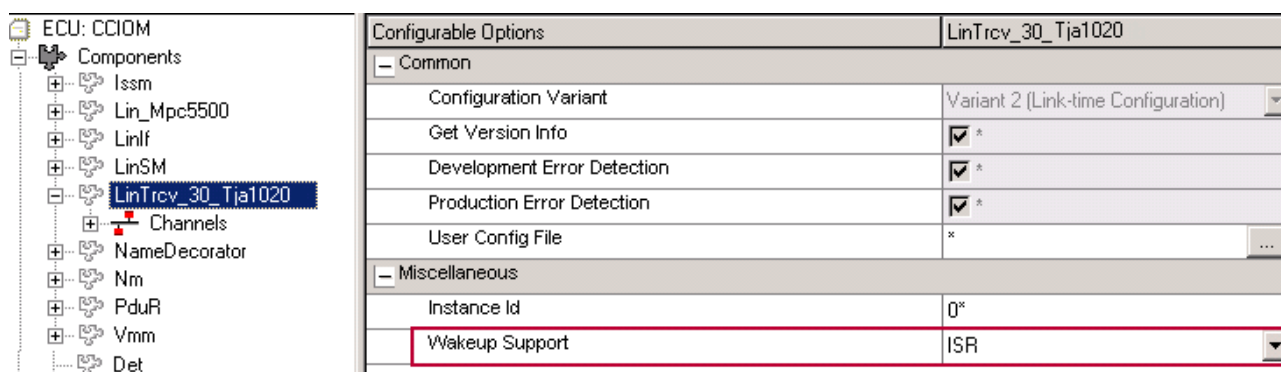 ECU: CCIOM
Components
Issm
Lin_Mpc5500
LinIf
LinSM
LinTrcv_30_Tja1020
Channels
NameDecorator
Nm
PduR
Vmm
Det
Configurable Options LinTrcv_30_Tja1020
Common
Configuration Variant Variant 2 (Link-time Configuration)
Get Version Info *
Development Error Detection *
Production Error Detection *
User Config File * ...
Miscellaneous
Instance Id 0*
Wakeup Support ISR